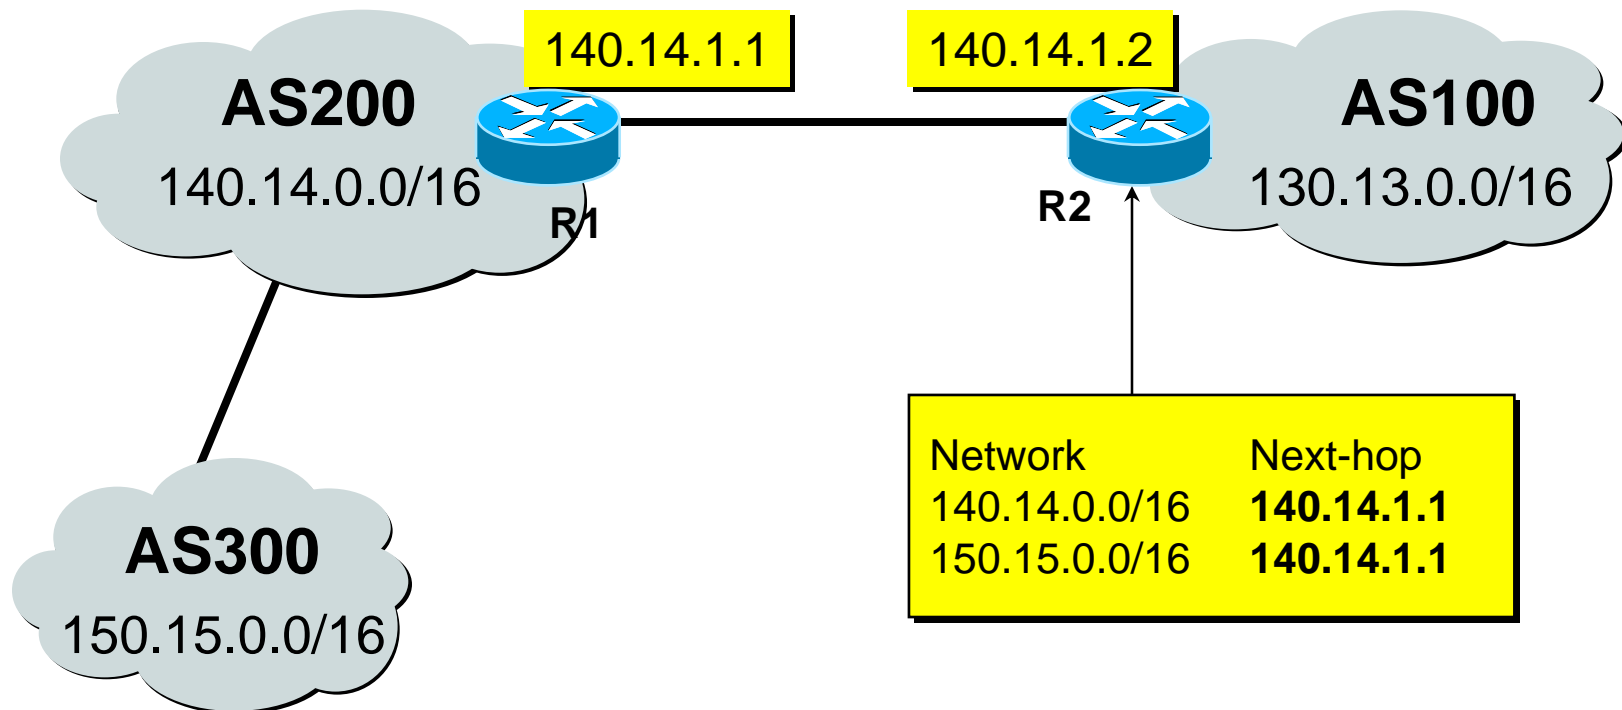 140.14.1.1
140.14.1.2
AS200
140.14.0.0/16
R1
R2
AS100
130.13.0.0/16
Network Next-hop
140.14.0.0/16 140.14.1.1
150.15.0.0/16 140.14.1.1
AS300
150.15.0.0/16